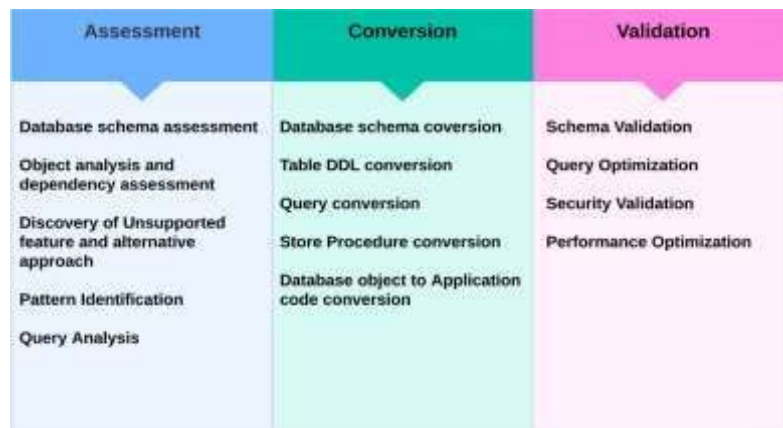 Assessment
Database schema assessment
Object analysis and
dependency assessment
Discovery of Unsupported
feature and alternative
approach
Pattern Identification
Query Analysis
Conversion
Database schema coversion
Table DDL conversion
Query conversion
Store Procedure conversion
Database object to Application
code conversion
Validation
Schema Validation
Query Optimization
Security Validation
Performance Optimization